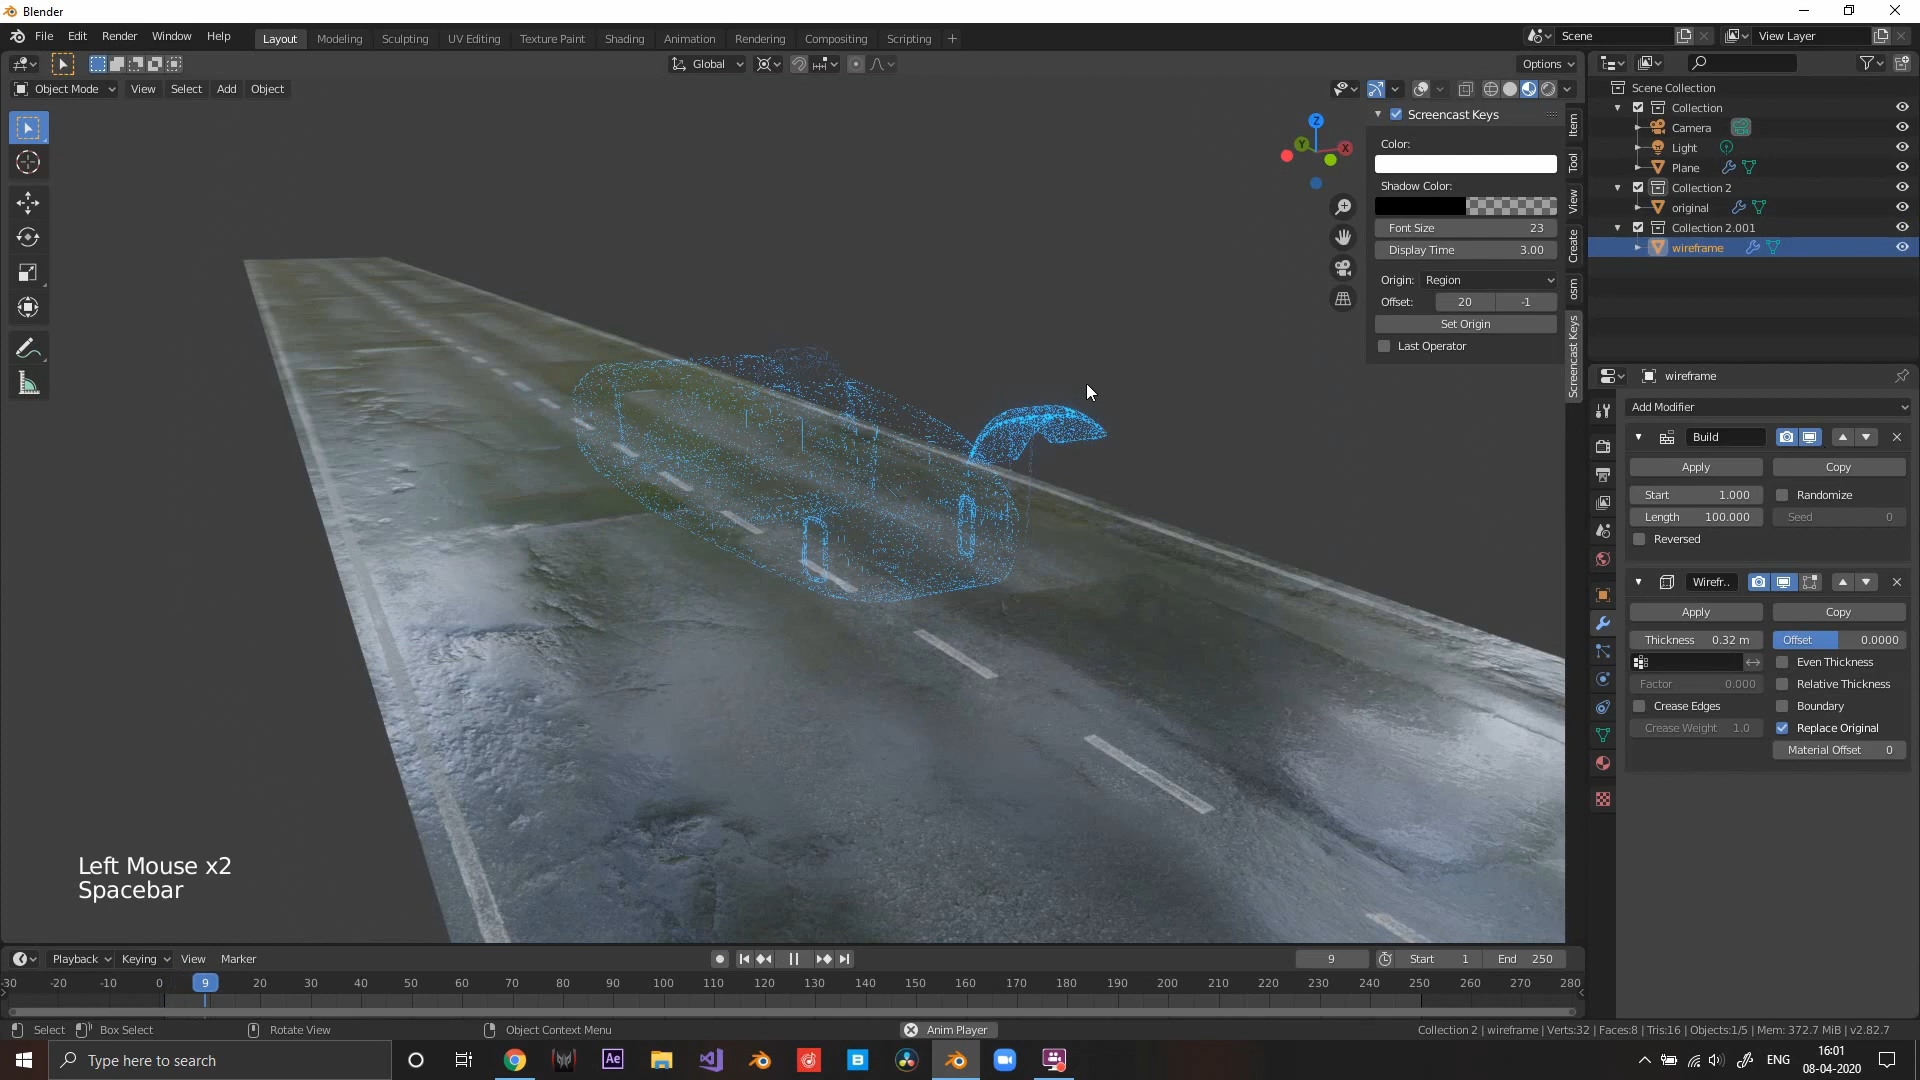 Blender
File Edit Render Window Help
Layout Modeling Sculpting UV Editing Texture Paint Shading Animation Rendering Compositing Scripting +
Scene
View Layer
Global
Options
Object Mode View Select Add Object
Screencast Keys
Color:
Shadow Color:
Font Size 23
Display Time 3.00
Origin: Region
Offset: 20 -1
Set Origin
Last Operator
Item
Tool
View
Create
osm
Screencast Keys
Z
Y
X
Scene Collection
Collection
Camera
Light
Plane
Collection 2
original
Collection 2.001
wireframe
wireframe
Add Modifier
Build
Apply Copy
Start 1.000 Randomize
Length 100.000 Seed 0
Reversed
Wirefr..
Apply Copy
Thickness 0.32 m Offset 0.0000
Even Thickness
Factor 0.000 Relative Thickness
Crease Edges Boundary
Crease Weight 1.0 Replace Original
Material Offset 0
Left Mouse x2
Spacebar
Playback Keying View Marker
9 Start 1 End 250
-30 -20 -10 0 9 20 30 40 50 60 70 80 90 100 110 120 130 140 150 160 170 180 190 200 210 220 230 240 250 260 270 280
Select Box Select Rotate View Object Context Menu Anim Player
Collection 2 | wireframe | Verts:32 | Faces:8 | Tris:16 | Objects:1/5 | Mem: 372.7 MiB | v2.82.7
Type here to search
Ae
B
ENG
16:01
08-04-2020